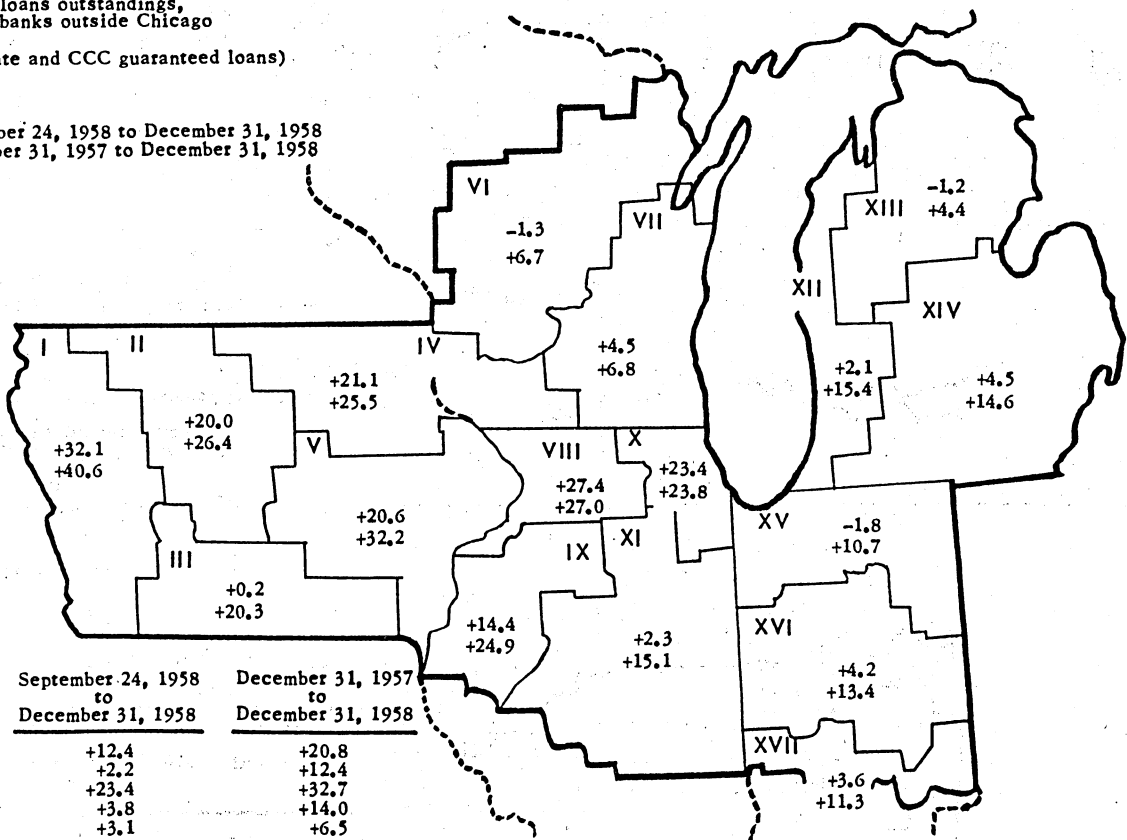 loans outstandings,
banks outside Chicago
and CCC guaranteed loans)
24, 1958 to December 31, 1958
31, 1957 to December 31, 1958
VI
-1.3
+6.7
VII
+4.5
+6.8
XIII
-1.2
+4.4
XII
+2.1
+15.4
XIV
+4.5
+14.6
I
+32.1
+40.6
II
+20.0
+26.4
IV
+21.1
+25.5
V
+20.6
+32.2
III
+0.2
+20.3
VIII
+27.4
+27.0
X
+23.4
+23.8
IX
+14.4
+24.9
XI
+2.3
+15.1
XV
-1.8
+10.7
XVI
+4.2
+13.4
XVII
+3.6
+11.3
September 24, 1958 December 31, 1957
to to
December 31, 1958 December 31, 1958
+12.4 +20.8
+2.2 +12.4
+23.4 +32.7
+3.8 +14.0
+3.1 +6.5